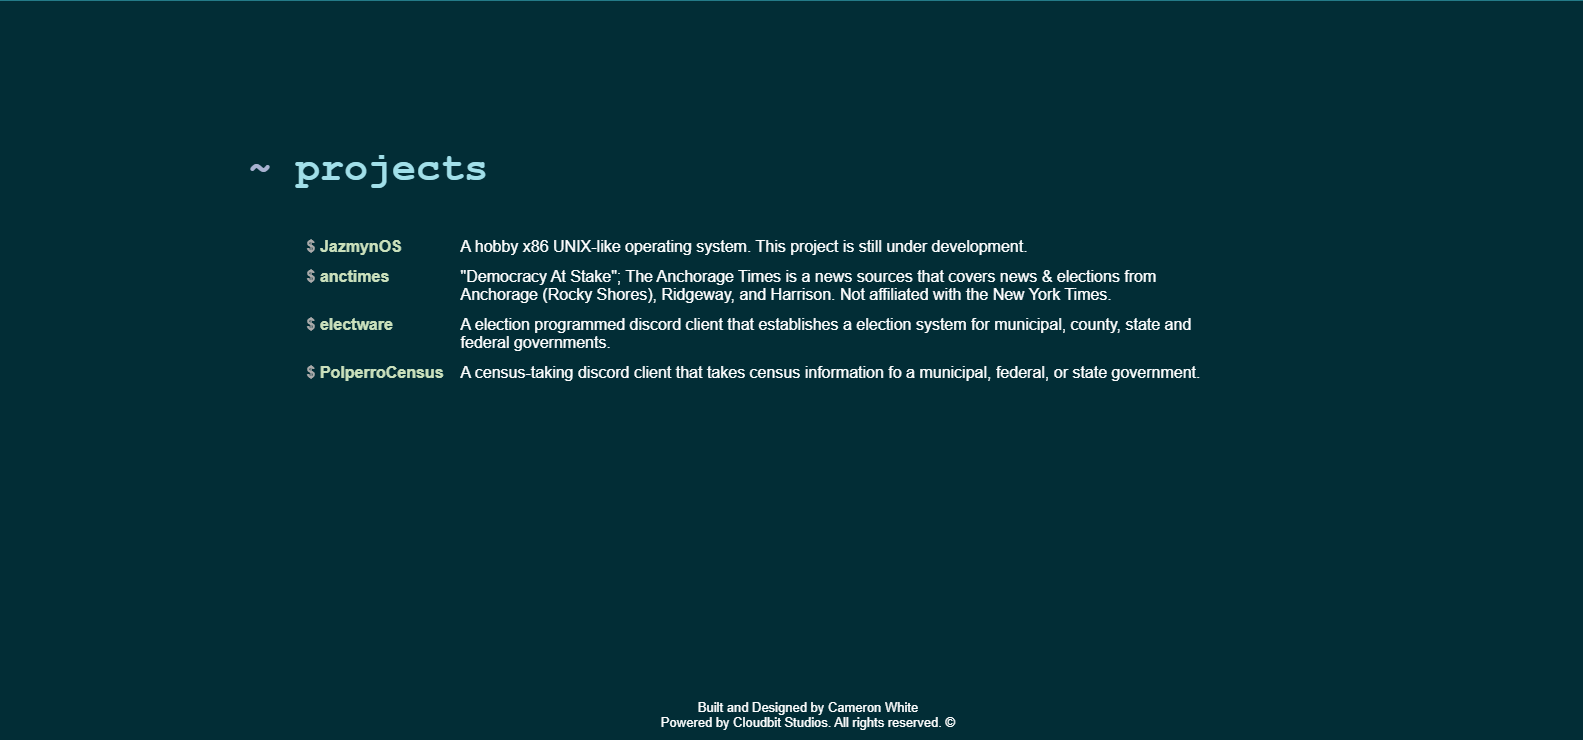 ~ projects
$ JazmynOS A hobby x86 UNIX-like operating system. This project is still under development.
$ anctimes "Democracy At Stake"; The Anchorage Times is a news sources that covers news & elections from
Anchorage (Rocky Shores), Ridgeway, and Harrison. Not affiliated with the New York Times.
$ electware A election programmed discord client that establishes a election system for municipal, county, state and
federal governments.
$ PolperroCensus A census-taking discord client that takes census information fo a municipal, federal, or state government.
Built and Designed by Cameron White
Powered by Cloudbit Studios. All rights reserved. ©